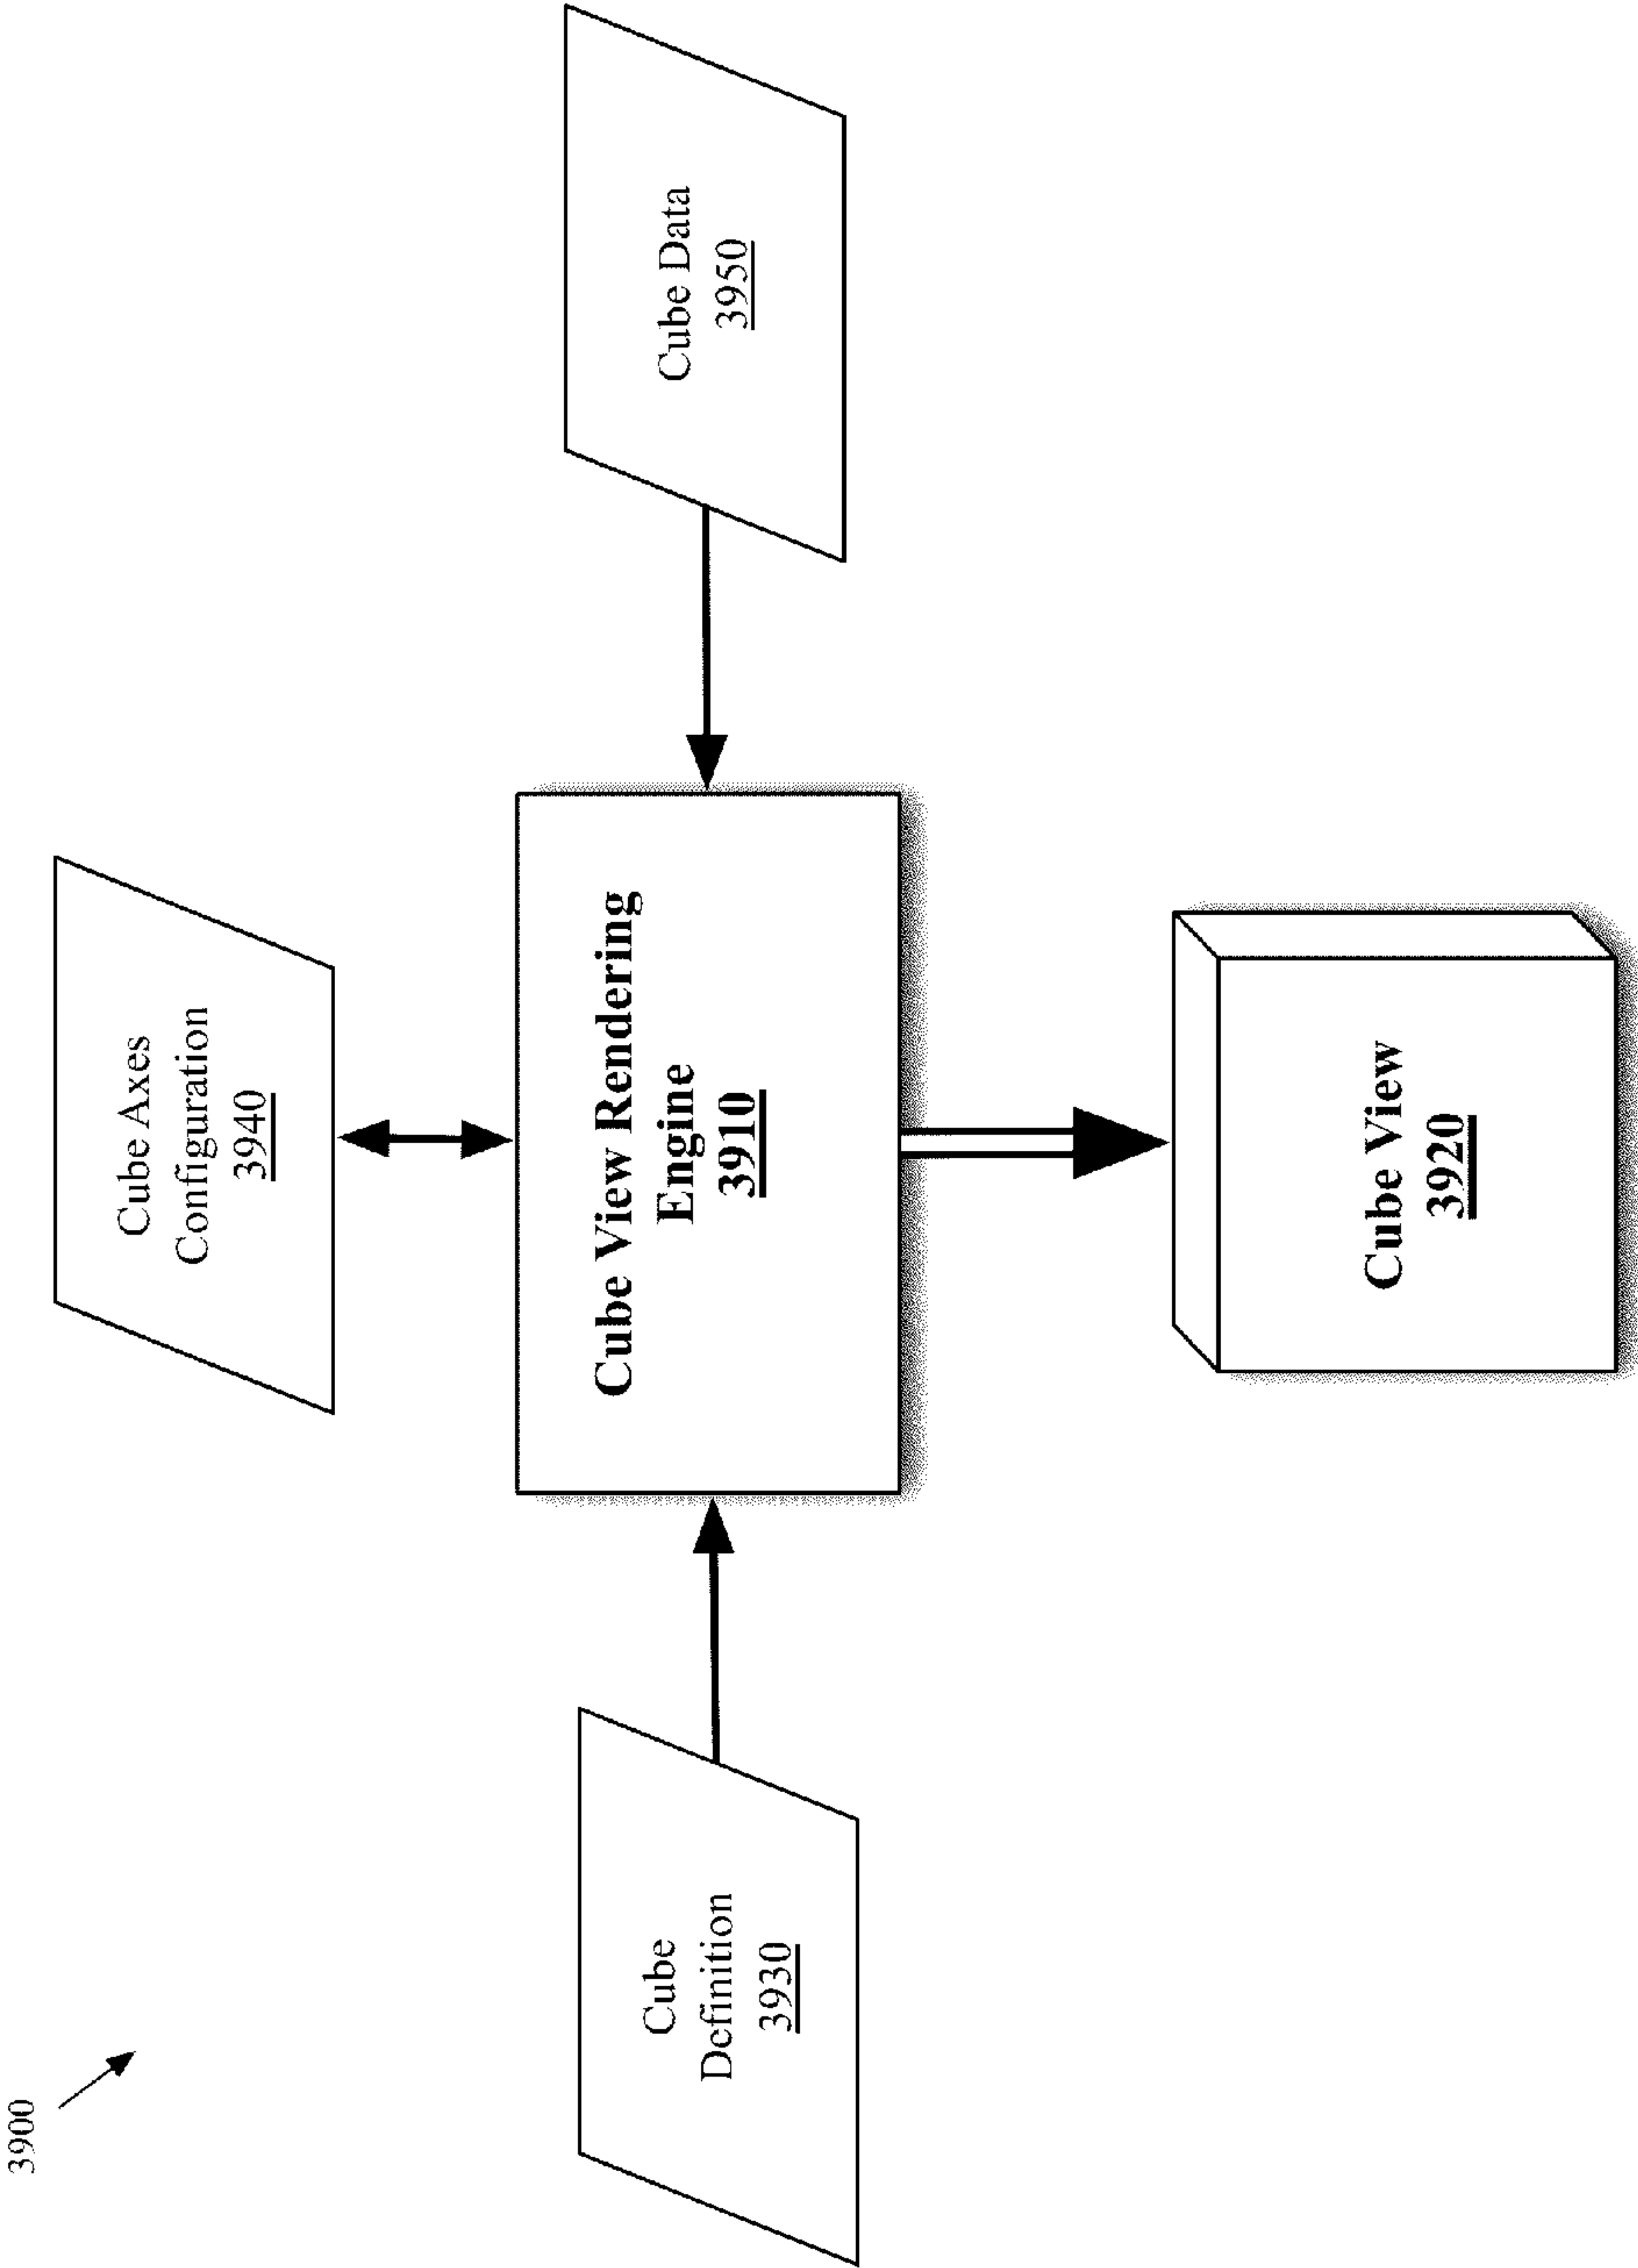 3900
Cube Axes
Configuration
3940
Cube
Definition
3930
Cube View Rendering
Engine
3910
Cube Data
3950
Cube View
3920